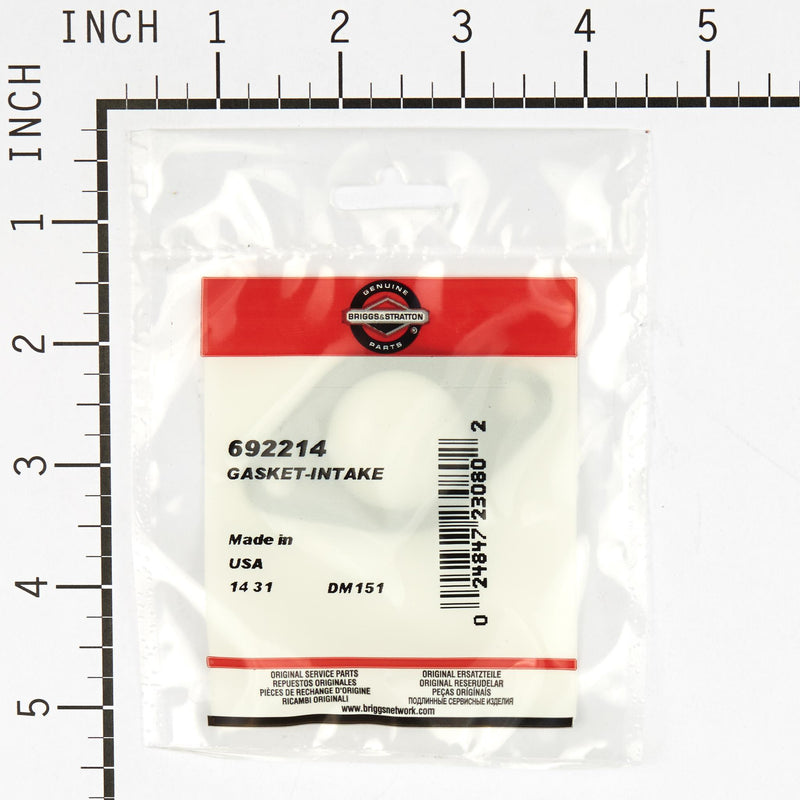 INCH 1 2 3 4 5
INCH
1
2
3
4
5
GENUINE
BRIGGS&STRATTON
®
PARTS
692214
GASKET-INTAKE
Made in
USA
14 31 DM151
0 24847 23080 2
ORIGINAL SERVICE PARTS
REPUESTOS ORIGINALES
PIÈCES DE RECHANGE D'ORIGINE
RICAMBI ORIGINALI
ORIGINAL ERSATZTEILE
ORIGINAL RESERUDELAR
PEÇAS ORIGINAIS
ПОДЛИННЫЕ СЕРВИСНЫЕ ИЗДЕЛИЯ
www.briggsnetwork.com